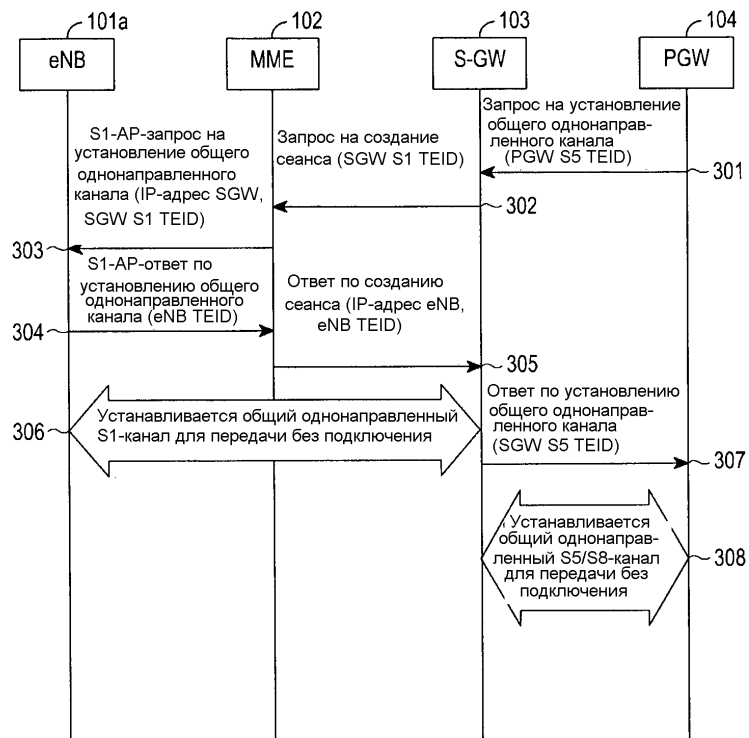 101a
102
103
104
eNB
MME
S-GW
PGW
S1-AP-запрос на
установление общего
однонаправленного
канала (IP-адрес SGW,
SGW S1 TEID)
Запрос на создание
сеанса (SGW S1 TEID)
Запрос на установление
общего однонаправ-
ленного канала
(PGW S5 TEID)
301
302
303
S1-AP-ответ по
установлению общего
однонаправленного
канала (eNB TEID)
304
Ответ по созданию
сеанса (IP-адрес eNB,
eNB TEID)
305
306
Устанавливается общий однонаправленный
S1-канал для передачи без подключения
Ответ по установлению
общего однонаправ-
ленного канала
(SGW S5 TEID)
307
Устанавливается
общий однонаправ-
ленный S5/S8-канал
для передачи без
подключения
308